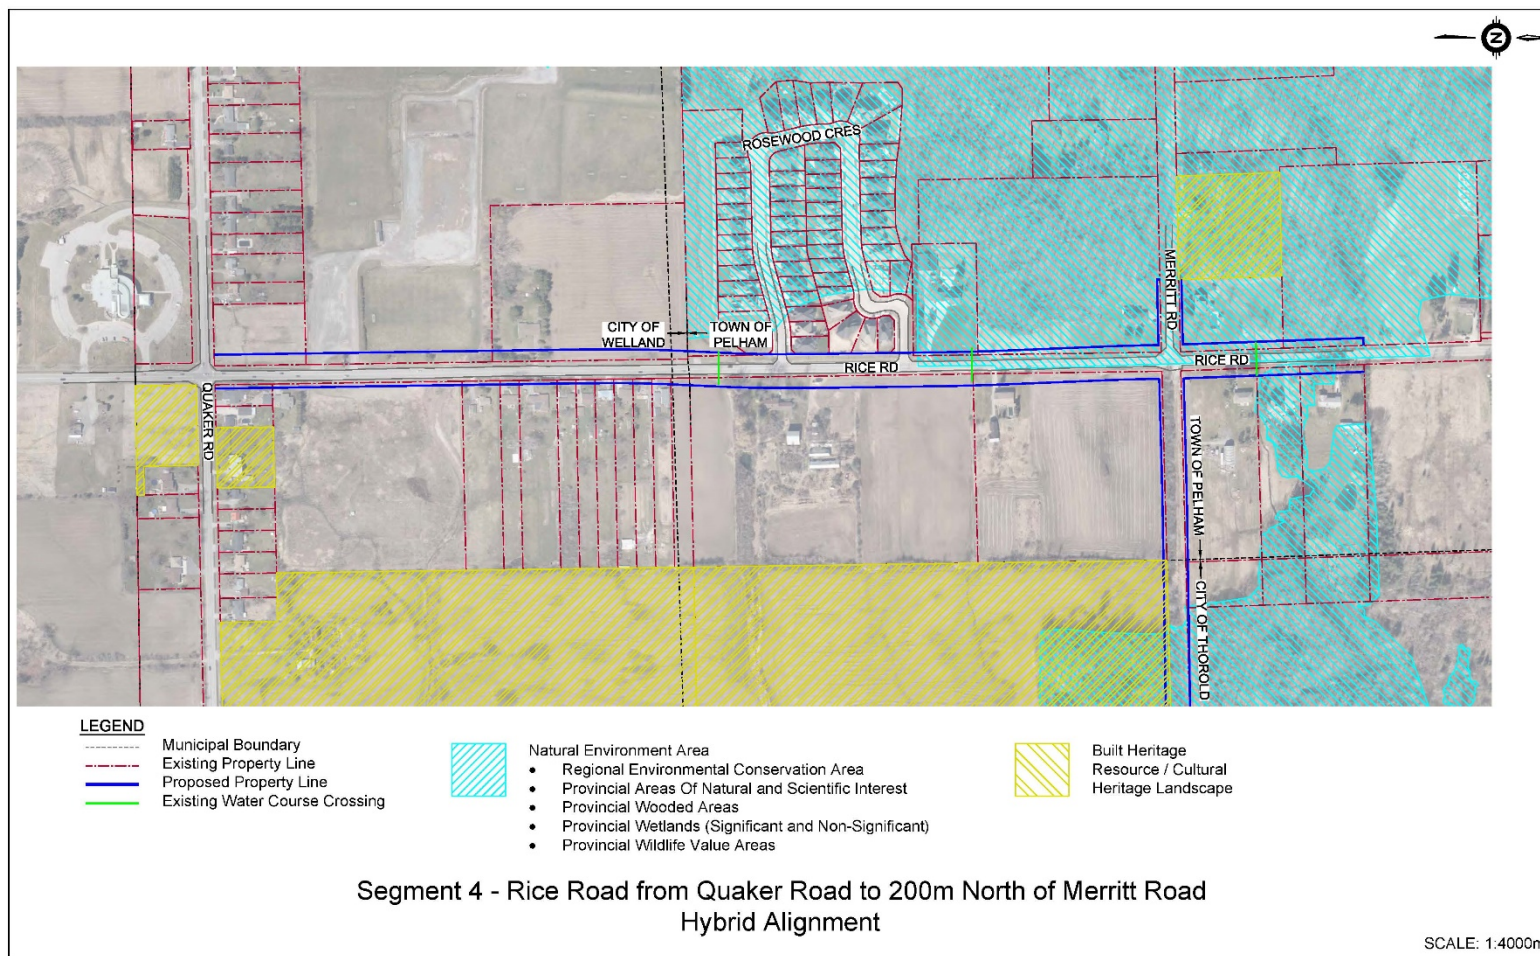 N
ROSEWOOD CRES
MERRITT RD
CITY OF
WELLAND
TOWN OF
PELHAM
RICE RD
RICE RD
QUAKER RD
TOWN OF PELHAM
CITY OF THOROLD
LEGEND
Municipal Boundary
Existing Property Line
Proposed Property Line
Existing Water Course Crossing
Natural Environment Area
• Regional Environmental Conservation Area
• Provincial Areas Of Natural and Scientific Interest
• Provincial Wooded Areas
• Provincial Wetlands (Significant and Non-Significant)
• Provincial Wildlife Value Areas
Built Heritage
Resource / Cultural
Heritage Landscape
Segment 4 - Rice Road from Quaker Road to 200m North of Merritt Road
Hybrid Alignment
SCALE: 1:4000m